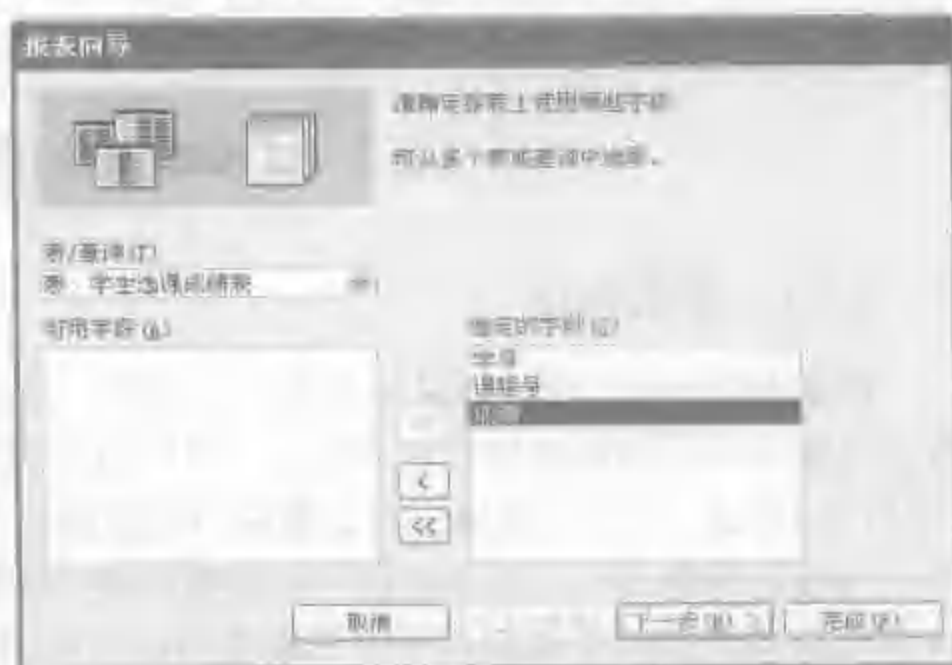 报表向导
请确定报表上使用哪些字段:
可从多个表或查询中选择。
表/查询(T)
表: 学生选课成绩表
可用字段(A)
选定的字段(S)
学号
课程号
成绩
<
<<
取消
下一步(N) >
完成(F)